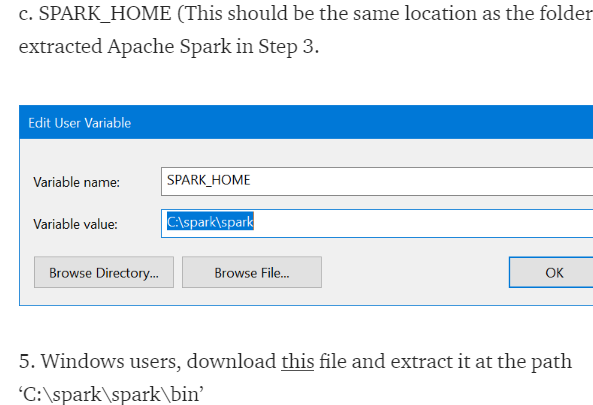 c. SPARK_HOME (This should be the same location as the folder
extracted Apache Spark in Step 3.
Edit User Variable
Variable name:
SPARK_HOME
Variable value:
C:\spark\spark
Browse Directory...
Browse File...
OK
5. Windows users, download this file and extract it at the path
‘C:\spark\spark\bin’